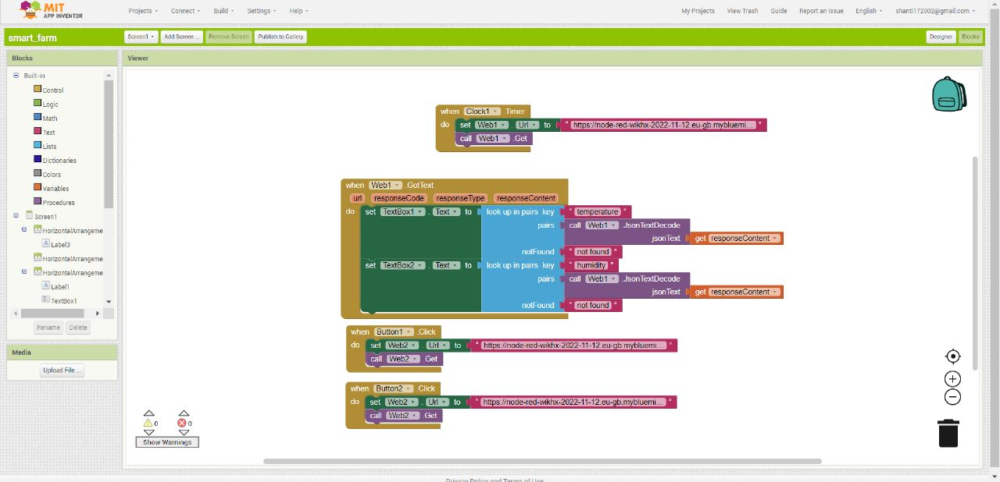 MIT
APP INVENTOR
Projects Connect Build Settings Help My Projects View Trash Guide Report an Issue English shanti172002@gmail.com
smart_farm Screen1 Add Screen ... Remove Screen Publish to Gallery Designer Blocks
Blocks
Built-in
Control
Logic
Math
Text
Lists
Dictionaries
Colors
Variables
Procedures
Screen1
HorizontalArrangeme
Label3
HorizontalArrangeme
HorizontalArrangeme
Label1
TextBox1
Rename Delete
Media
Upload File ...
Viewer
when Clock1 .Timer
do set Web1 . Url to " https://node-red-wikhx-2022-11-12.eu-gb.mybluemi... "
call Web1 .Get
when Web1 .GotText
url responseCode responseType responseContent
do set TextBox1 . Text to look up in pairs key " temperature "
pairs call Web1 .JsonTextDecode
jsonText get responseContent
notFound " not found "
set TextBox2 . Text to look up in pairs key " humidity "
pairs call Web1 .JsonTextDecode
jsonText get responseContent
notFound " not found "
when Button1 .Click
do set Web2 . Url to " https://node-red-wikhx-2022-11-12.eu-gb.mybluemi... "
call Web2 .Get
when Button2 .Click
do set Web2 . Url to " https://node-red-wikhx-2022-11-12.eu-gb.mybluemi... "
call Web2 .Get
0 0
Show Warnings
Privacy Policy and Terms of Use